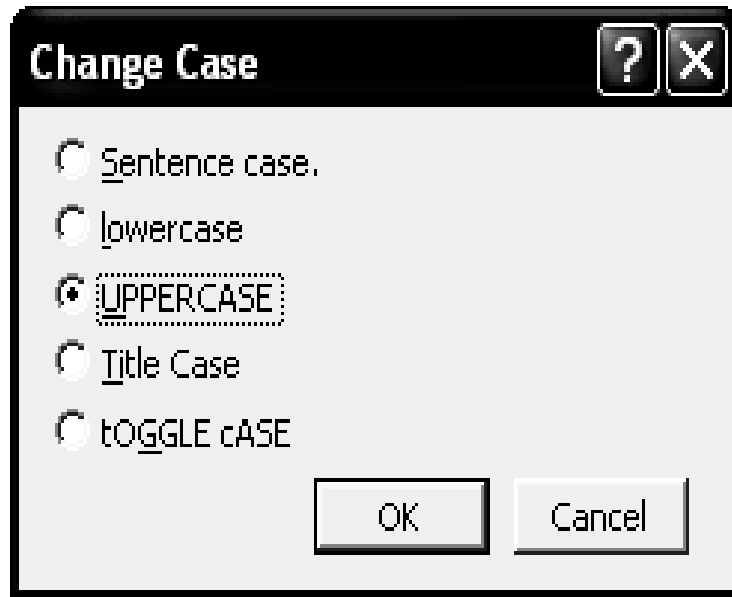 Change Case
Sentence case.
lowercase
UPPERCASE
Title Case
tOGGLE cASE
OK Cancel